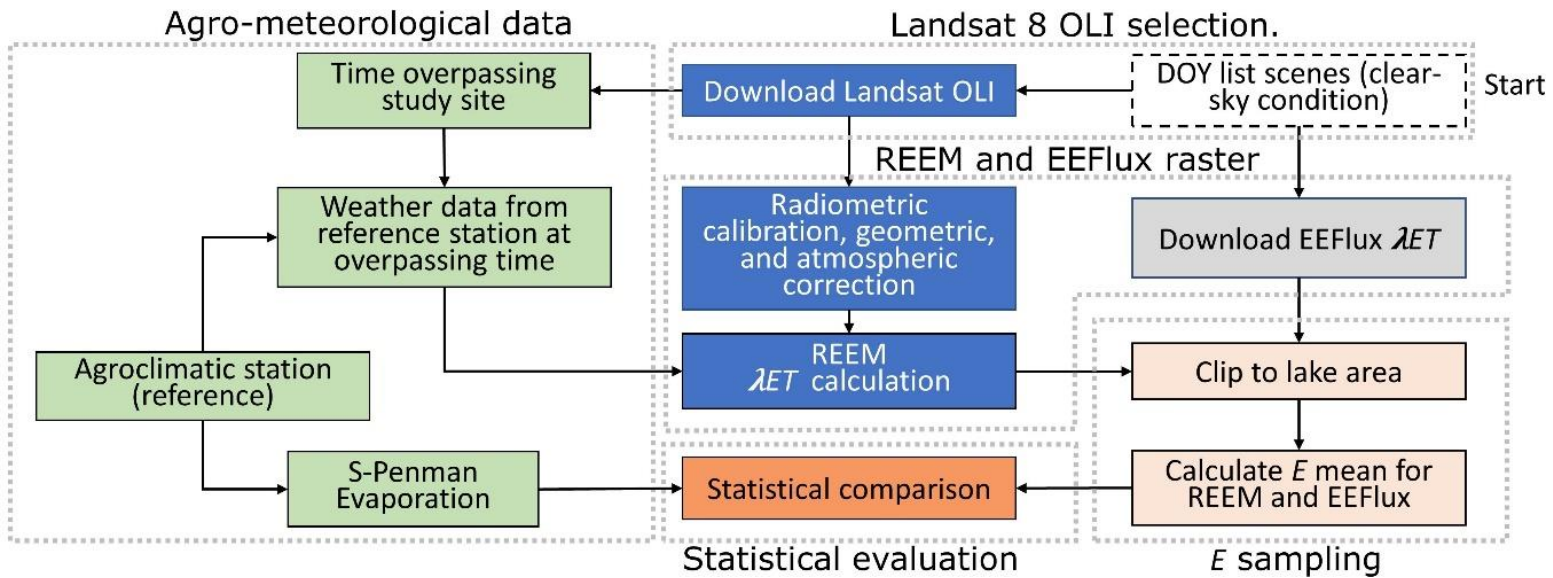 Agro-meteorological data
Landsat 8 OLI selection.
Time overpassing
study site
Download Landsat OLI
DOY list scenes (clear-
sky condition)
Start
REEM and EEFlux raster
Weather data from
reference station at
overpassing time
Radiometric
calibration, geometric,
and atmospheric
correction
Download EEFlux λET
Agroclimatic station
(reference)
REEM
λET calculation
Clip to lake area
S-Penman
Evaporation
Statistical comparison
Calculate E mean for
REEM and EEFlux
Statistical evaluation
E sampling